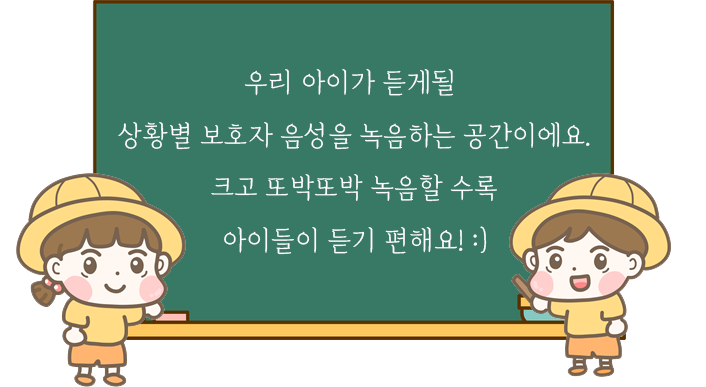 우리 아이가 듣게될
상황별 보호자 음성을 녹음하는 공간이에요.
크고 또박또박 녹음할 수록
아이들이 듣기 편해요! :)